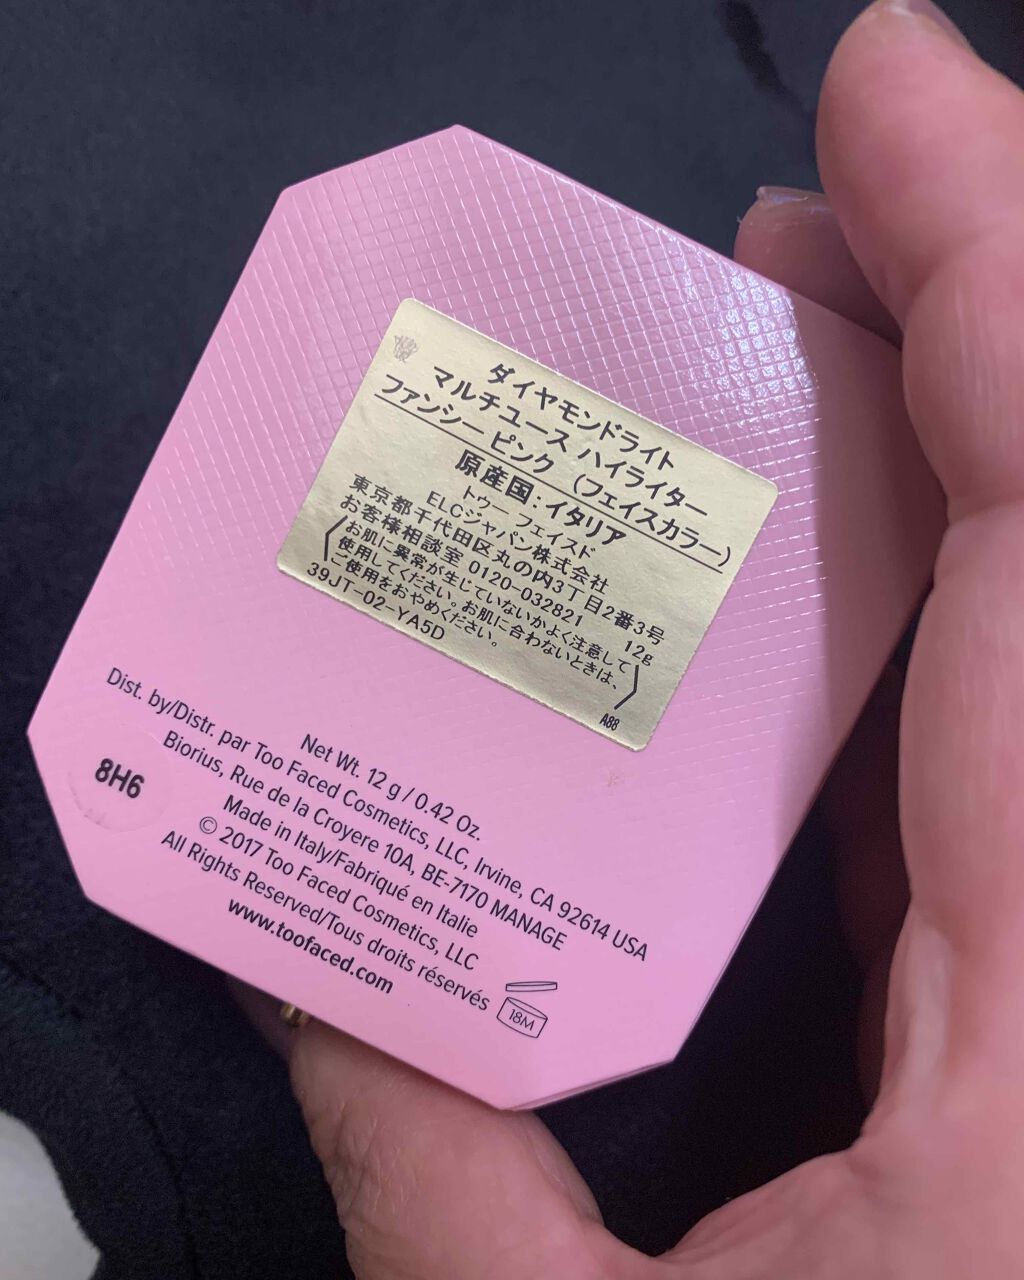 ダイヤモンドライト
マルチユース ハイライター
ファンシー ピンク (フェイスカラー)
原産国：イタリア
トゥー フェイスド
ELCジャパン株式会社
東京都千代田区丸の内3丁目2番3号
お客様相談室 0120-032821 12g
お肌に異常が生じていないかよく注意して
使用してください。お肌に合わないときは、
ご使用をおやめください。
39JT-02-YA5D
A88
Net Wt. 12 g / 0.42 Oz.
Dist. by/Distr. par Too Faced Cosmetics, LLC, Irvine, CA 92614 USA
Biorius, Rue de la Croyere 10A, BE-7170 MANAGE
Made in Italy/Fabriqué en Italie
© 2017 Too Faced Cosmetics, LLC
All Rights Reserved/Tous droits réservés
www.toofaced.com
8H6
18M